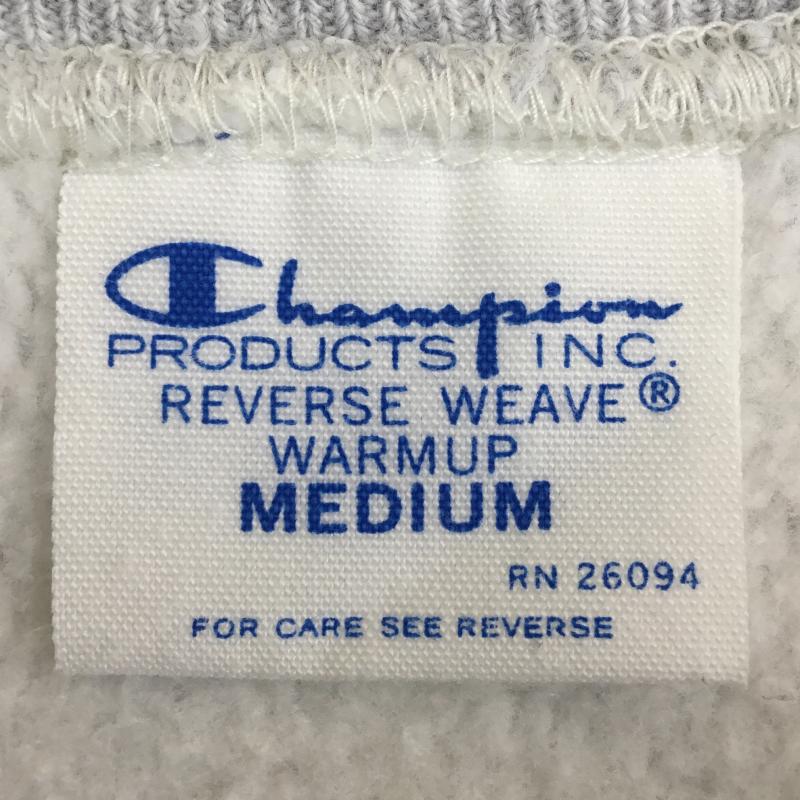 Champion
PRODUCTS INC.
REVERSE WEAVE®
WARMUP
MEDIUM
RN 26094
FOR CARE SEE REVERSE